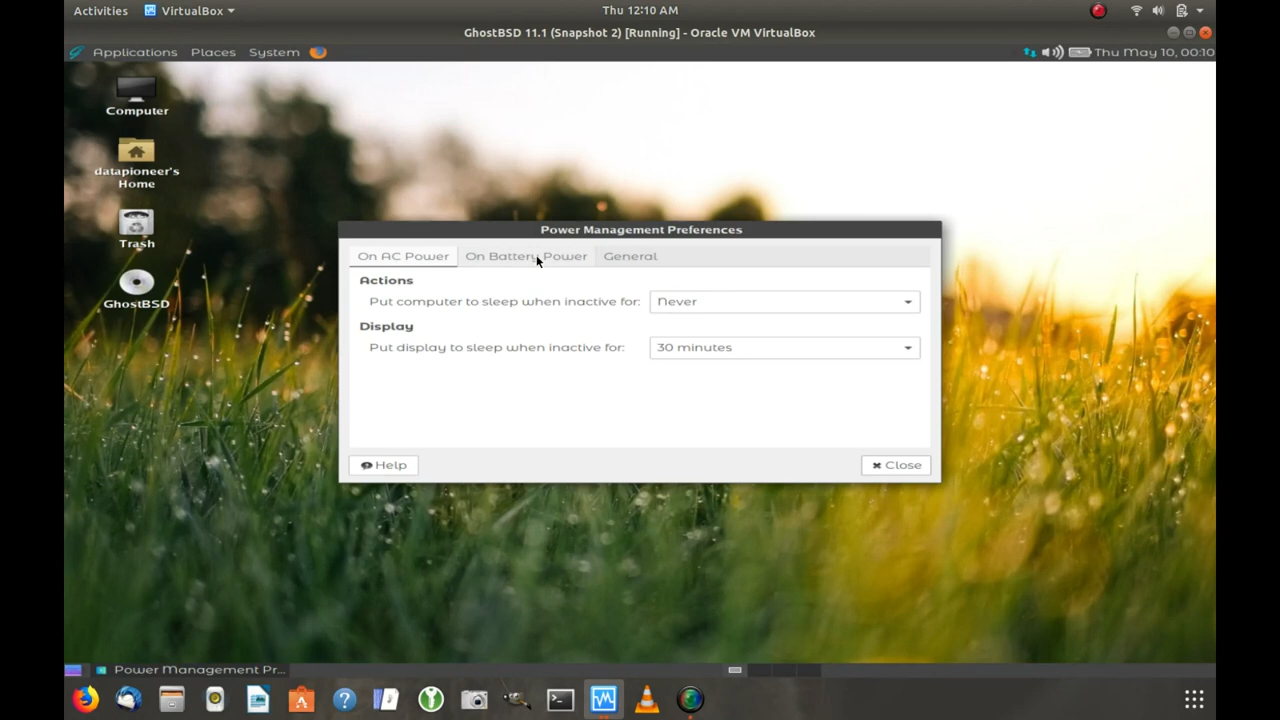 Activities VirtualBox Thu 12:10 AM
GhostBSD 11.1 (Snapshot 2) [Running] - Oracle VM VirtualBox
Applications Places System Thu May 10, 00:10
Computer
datapioneer's
Home
Trash
GhostBSD
Power Management Preferences
On AC Power On Battery Power General
Actions
Put computer to sleep when inactive for: Never
Display
Put display to sleep when inactive for: 30 minutes
Help Close
Power Management Pr...